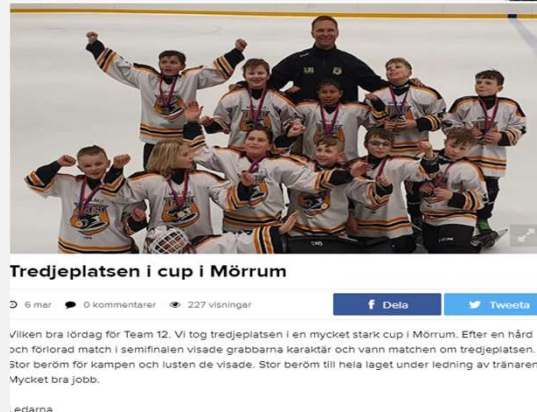 Tredjeplatsen i cup i Mörrum
6 mar 0 kommentarer 227 visningar f Dela Tweeta
Vilken bra lördag för Team 12. Vi tog tredjeplatsen i en mycket stark cup i Mörrum. Efter en hård
och förlorad match i semifinalen visade grabbarna karaktär och vann matchen om tredjeplatsen.
Stor beröm för kampen och lusten de visade. Stor beröm till hela laget under ledning av tränaren
Mycket bra jobb.
Ledarna